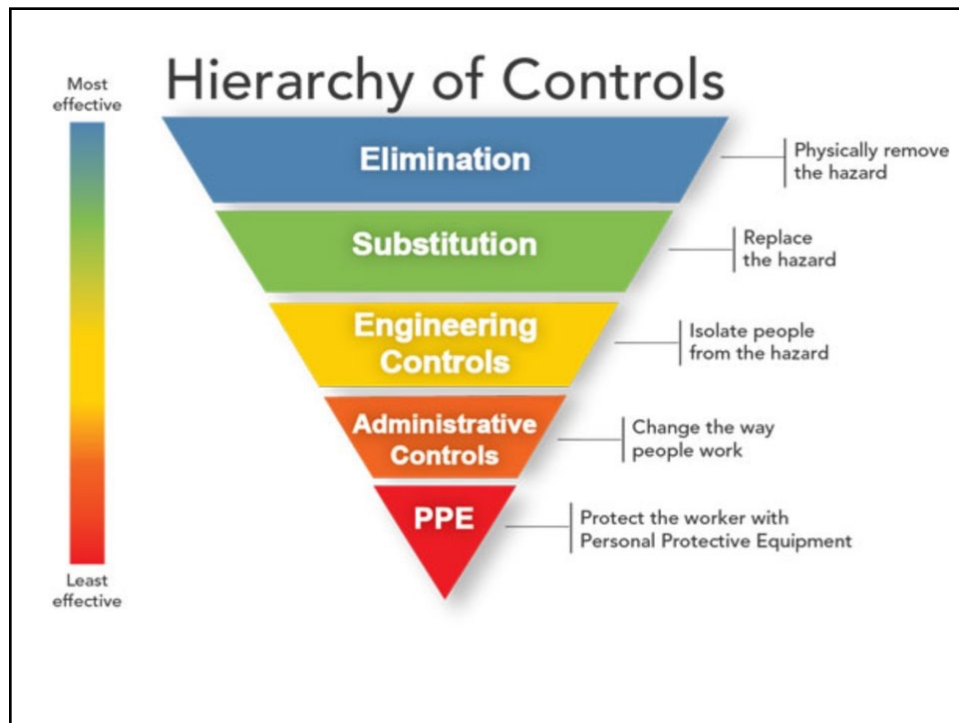 Hierarchy of Controls
Most
effective
Elimination
Physically remove
the hazard
Substitution
Replace
the hazard
Engineering
Controls
Isolate people
from the hazard
Administrative
Controls
Change the way
people work
PPE
Protect the worker with
Personal Protective Equipment
Least
effective